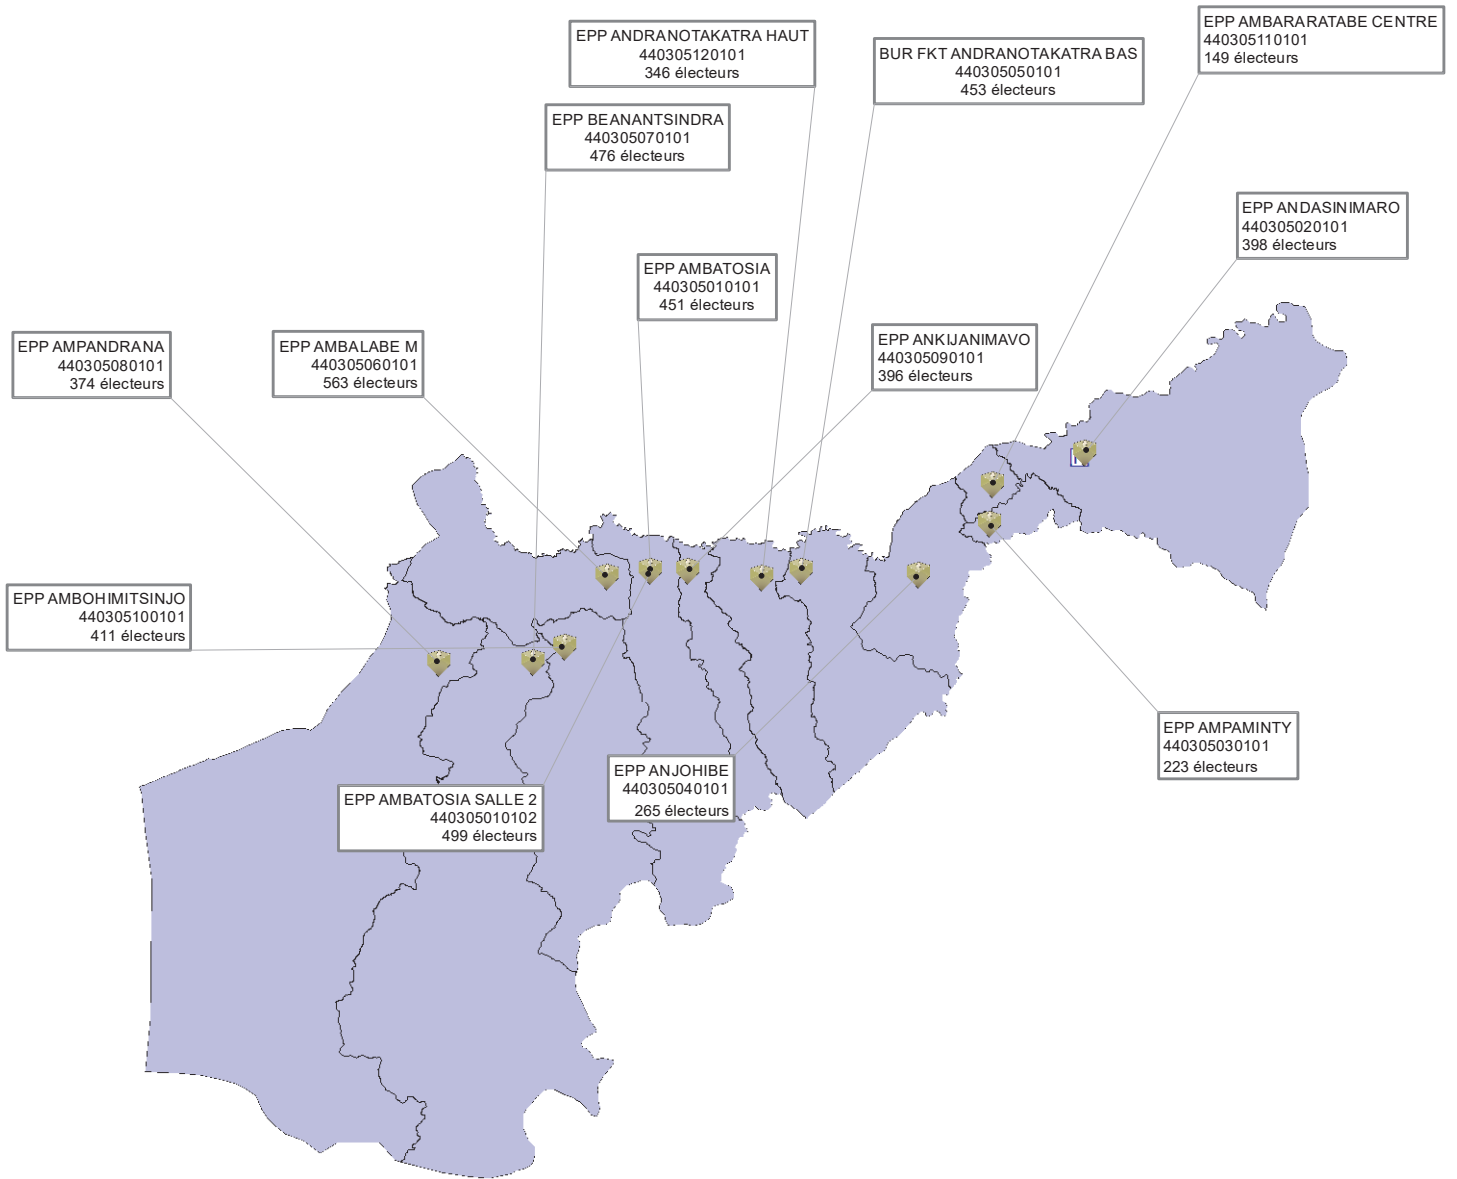 EPP ANDRANOTAKATRA HAUT
440305120101
346 électeurs
BUR FKT ANDRANOTAKATRA BAS
440305050101
453 électeurs
EPP AMBARARATABE CENTRE
440305110101
149 électeurs
EPP BEANANTSINDRA
440305070101
476 électeurs
EPP ANDASINIMARO
440305020101
398 électeurs
EPP AMBATOSIA
440305010101
451 électeurs
EPP AMPANDRANA
440305080101
374 électeurs
EPP AMBALABE M
440305060101
563 électeurs
EPP ANKIJANIMAVO
440305090101
396 électeurs
EPP AMBOHIMITSINJO
440305100101
411 électeurs
EPP AMPAMINTY
440305030101
223 électeurs
EPP ANJOHIBE
440305040101
265 électeurs
EPP AMBATOSIA SALLE 2
440305010102
499 électeurs